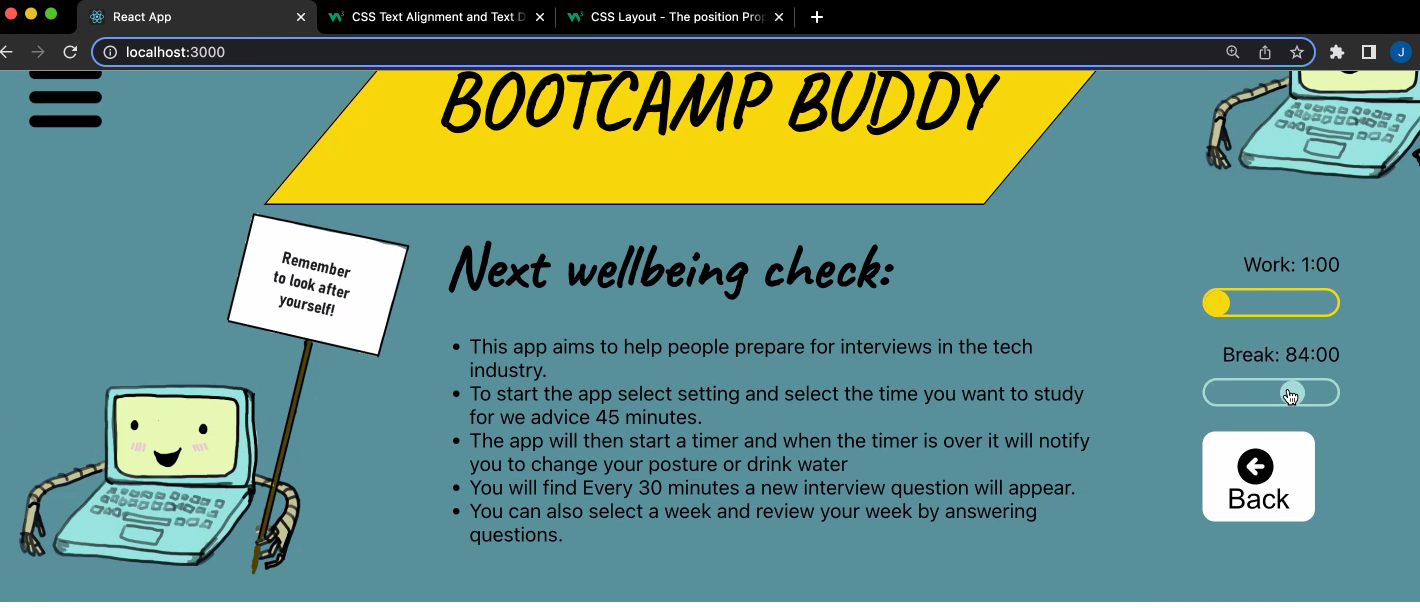 React App
CSS Text Alignment and Text D
CSS Layout - The position Prop
localhost:3000
J
BOOTCAMP BUDDY
Remember
to look after
yourself!
Next wellbeing check:
• This app aims to help people prepare for interviews in the tech
industry.
• To start the app select setting and select the time you want to study
for we advice 45 minutes.
• The app will then start a timer and when the timer is over it will notify
you to change your posture or drink water
• You will find Every 30 minutes a new interview question will appear.
• You can also select a week and review your week by answering
questions.
Work: 1:00
Break: 84:00
Back